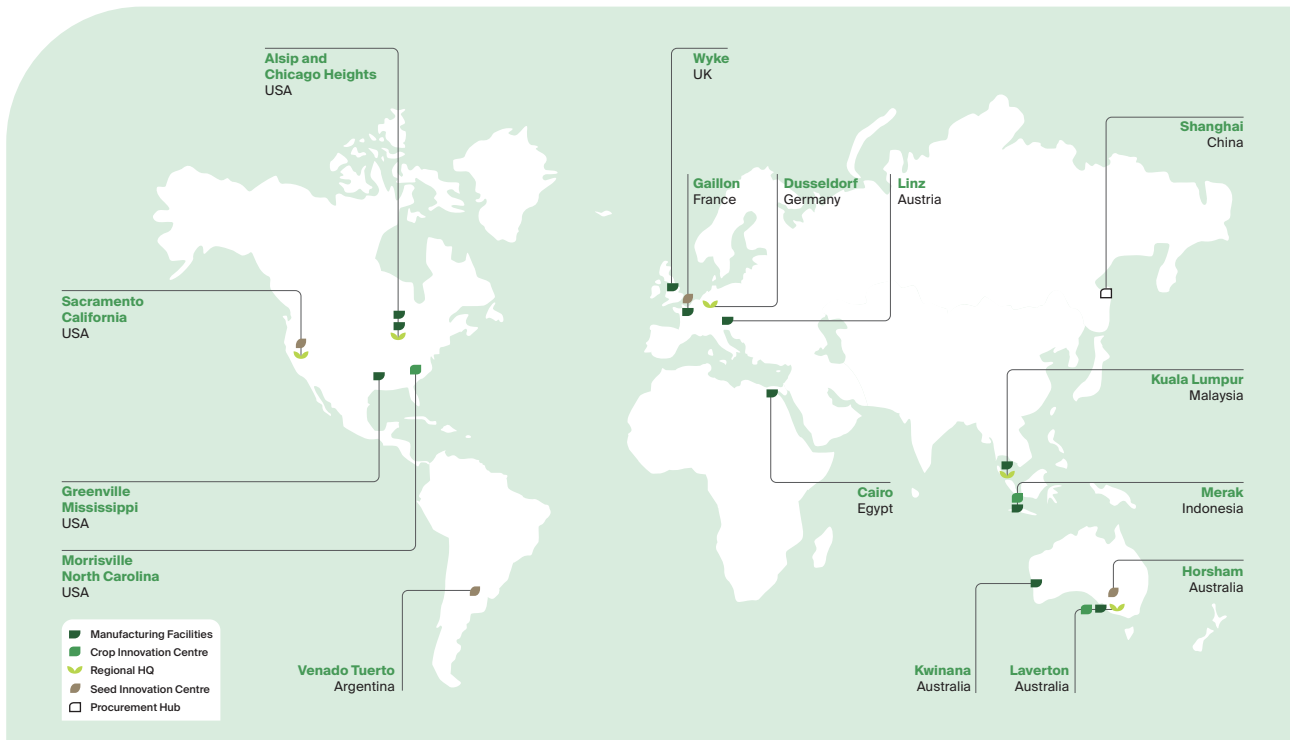 Alsip and
Chicago Heights
USA
Wyke
UK
Shanghai
China
Gaillon
France
Dusseldorf
Germany
Linz
Austria
Sacramento
California
USA
Kuala Lumpur
Malaysia
Greenville
Mississippi
USA
Cairo
Egypt
Merak
Indonesia
Morrisville
North Carolina
USA
Horsham
Australia
Manufacturing Facilities
Crop Innovation Centre
Regional HQ
Seed Innovation Centre
Procurement Hub
Venado Tuerto
Argentina
Kwinana
Australia
Laverton
Australia